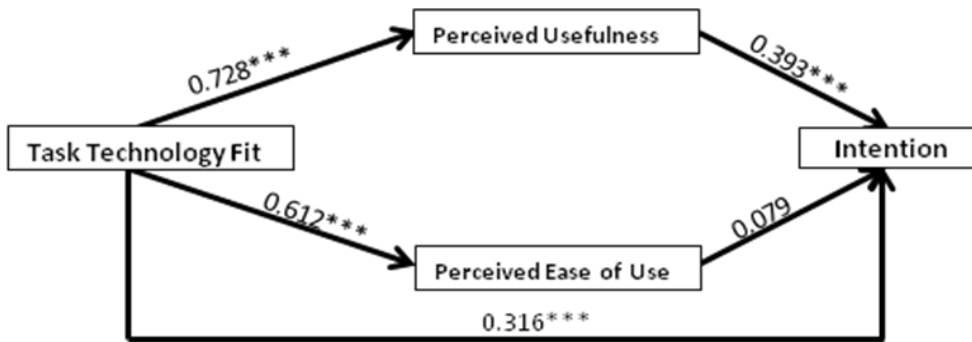 Perceived Usefulness
0.728***
0.393***
Task Technology Fit
Intention
0.612***
0.079
Perceived Ease of Use
0.316***